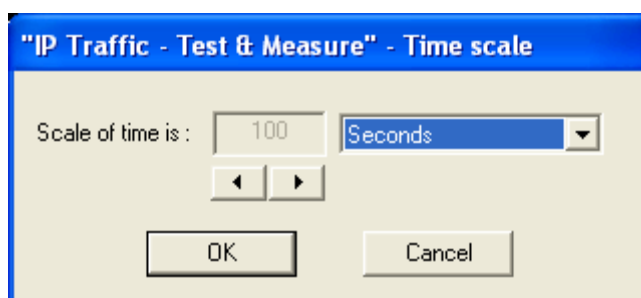 "IP Traffic - Test & Measure" - Time scale
Scale of time is : 100 Seconds
OK Cancel